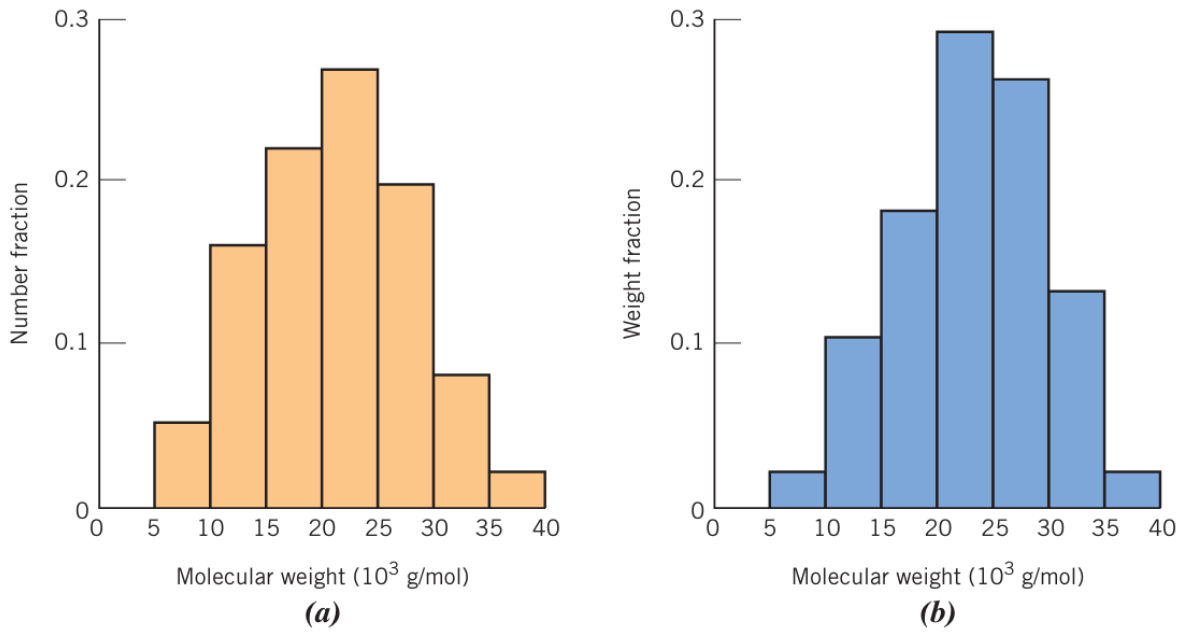 0.3
0.2
0.1
0
Number fraction
0 5 10 15 20 25 30 35 40
Molecular weight (10³ g/mol)
(a)
0.3
0.2
0.1
0
Weight fraction
0 5 10 15 20 25 30 35 40
Molecular weight (10³ g/mol)
(b)